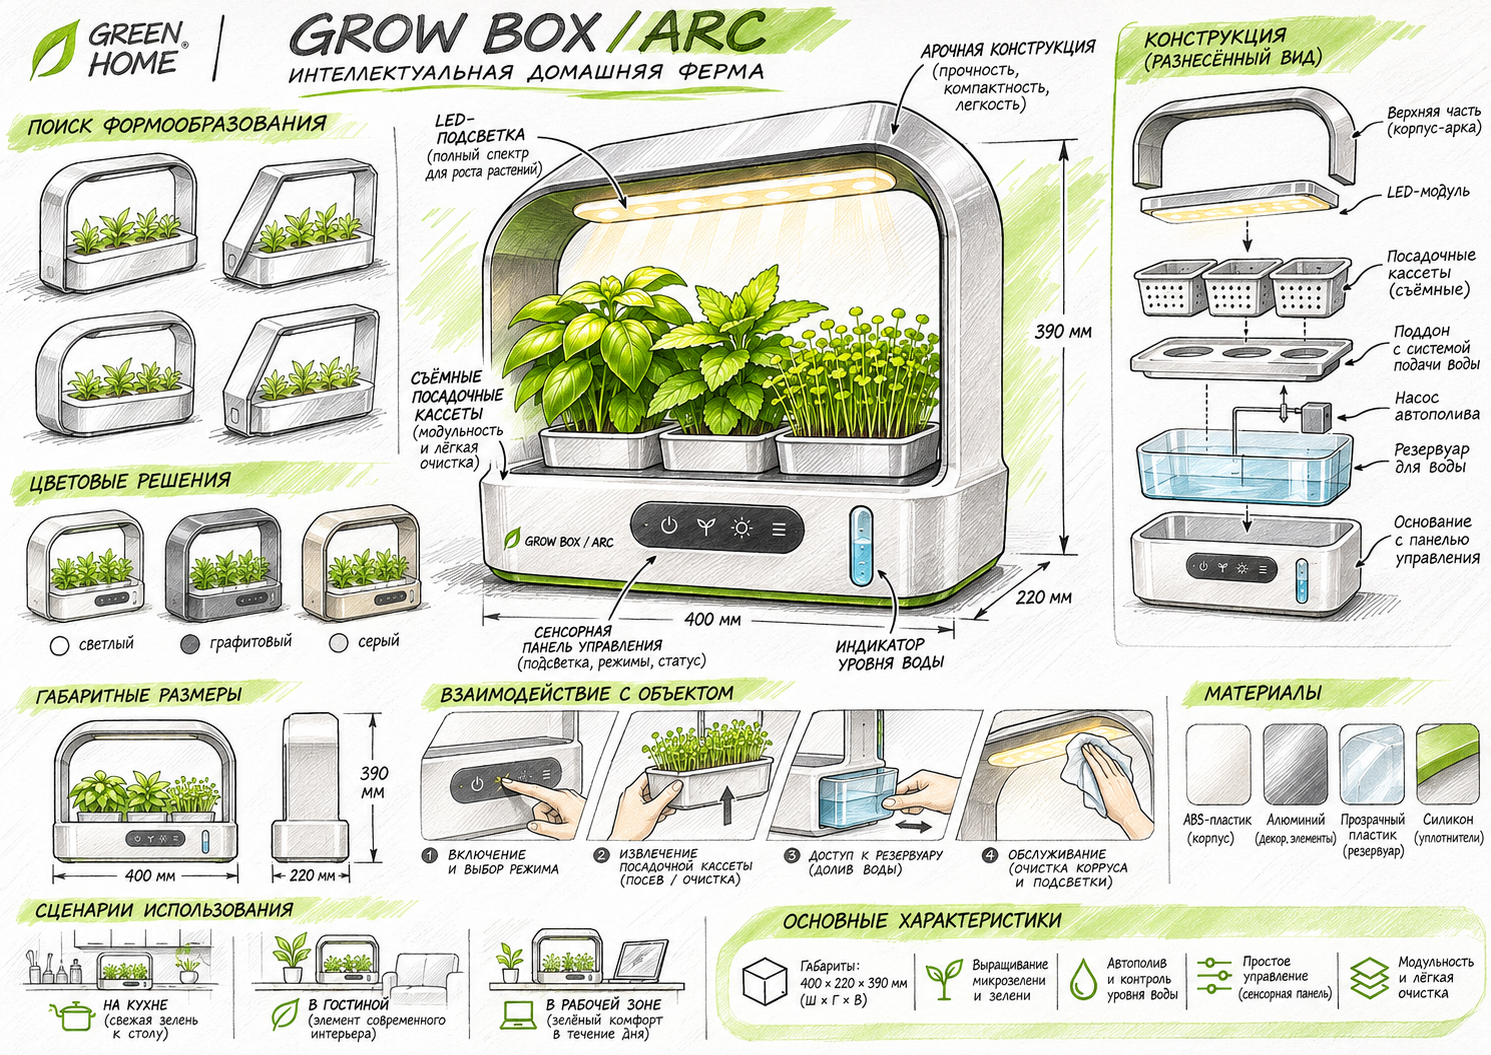 GREEN
HOME®
GROW BOX / ARC
ИНТЕЛЛЕКТУАЛЬНАЯ ДОМАШНЯЯ ФЕРМА
ПОИСК ФОРМООБРАЗОВАНИЯ
LED-
ПОДСВЕТКА
(полный спектр
для роста растений)
АРОЧНАЯ КОНСТРУКЦИЯ
(прочность,
компактность,
легкость)
390 мм
СЪЁМНЫЕ
ПОСАДОЧНЫЕ
КАССЕТЫ
(модульность
и лёгкая
очистка)
GROW BOX / ARC
400 мм
220 мм
СЕНСОРНАЯ
ПАНЕЛЬ УПРАВЛЕНИЯ
(подсветка, режимы, статус)
ИНДИКАТОР
УРОВНЯ ВОДЫ
КОНСТРУКЦИЯ
(РАЗНЕСЁННЫЙ ВИД)
Верхняя часть
(корпус-арка)
LED-модуль
Посадочные
кассеты
(съёмные)
Поддон
с системой
подачи воды
Насос
автополива
Резервуар
для воды
Основание
с панелью
управления
ЦВЕТОВЫЕ РЕШЕНИЯ
светлый
графитовый
серый
ГАБАРИТНЫЕ РАЗМЕРЫ
390
мм
400 мм
220 мм
ВЗАИМОДЕЙСТВИЕ С ОБЪЕКТОМ
1 ВКЛЮЧЕНИЕ
И ВЫБОР РЕЖИМА
2 ИЗВЛЕЧЕНИЕ
ПОСАДОЧНОЙ КАССЕТЫ
(ПОСЕВ / ОЧИСТКА)
3 ДОСТУП К РЕЗЕРВУАРУ
(ДОЛИВ ВОДЫ)
4 ОБСЛУЖИВАНИЕ
(ОЧИСТКА КОРРУСА
И ПОДСВЕТКИ)
МАТЕРИАЛЫ
ABS-пластик
(корпус)
Алюминий
(декор. элементы)
Прозрачный
пластик
(резервуар)
Силикон
(уплотнители)
СЦЕНАРИИ ИСПОЛЬЗОВАНИЯ
НА КУХНЕ
(свежая зелень
к столу)
В ГОСТИНОЙ
(элемент современного
интерьера)
В РАБОЧЕЙ ЗОНЕ
(зелёный комфорт
в течение дня)
ОСНОВНЫЕ ХАРАКТЕРИСТИКИ
Габариты:
400 × 220 × 390 мм
(Ш × Г × В)
Выращивание
микрозелени
и зелени
Автополив
и контроль
уровня воды
Простое
управление
(сенсорная панель)
Модульность
и лёгкая
очистка